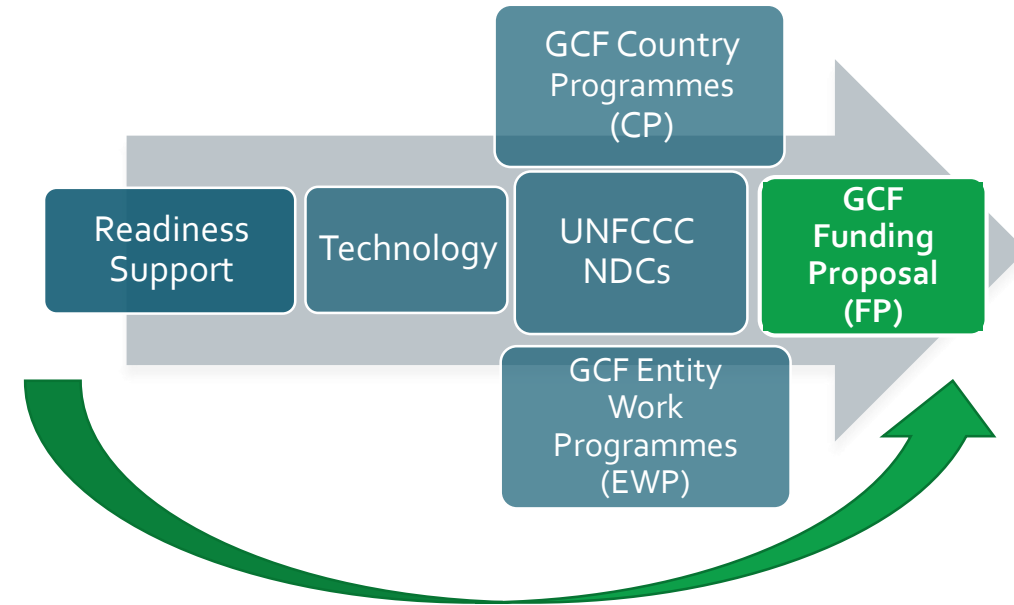 GCF Country
Programmes
(CP)
Readiness
Support
Technology
UNFCCC
NDCs
GCF
Funding
Proposal
(FP)
GCF Entity
Work
Programmes
(EWP)